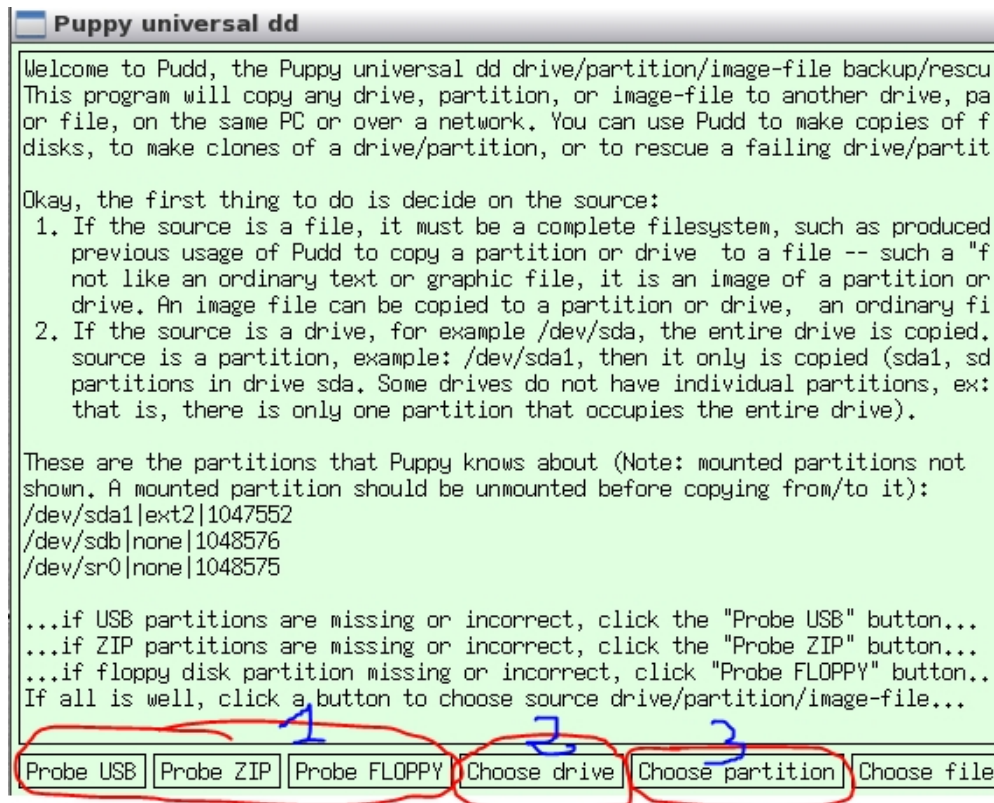 Puppy universal dd
Welcome to Pudd, the Puppy universal dd drive/partition/image-file backup/rescu
This program will copy any drive, partition, or image-file to another drive, pa
or file, on the same PC or over a network. You can use Pudd to make copies of f
disks, to make clones of a drive/partition, or to rescue a failing drive/partit
Okay, the first thing to do is decide on the source:
1. If the source is a file, it must be a complete filesystem, such as produced
previous usage of Pudd to copy a partition or drive  to a file -- such a "f
not like an ordinary text or graphic file, it is an image of a partition or
drive. An image file can be copied to a partition or drive,  an ordinary fi
2. If the source is a drive, for example /dev/sda, the entire drive is copied.
source is a partition, example: /dev/sda1, then it only is copied (sda1, sd
partitions in drive sda. Some drives do not have individual partitions, ex:
that is, there is only one partition that occupies the entire drive).
These are the partitions that Puppy knows about (Note: mounted partitions not
shown. A mounted partition should be unmounted before copying from/to it):
/dev/sda1|ext2|1047552
/dev/sdb|none|1048576
/dev/sr0|none|1048575
...if USB partitions are missing or incorrect, click the "Probe USB" button...
...if ZIP partitions are missing or incorrect, click the "Probe ZIP" button...
...if floppy disk partition missing or incorrect, click "Probe FLOPPY" button..
If all is well, click a button to choose source drive/partition/image-file...
1 2 3
Probe USB Probe ZIP Probe FLOPPY Choose drive Choose partition Choose file